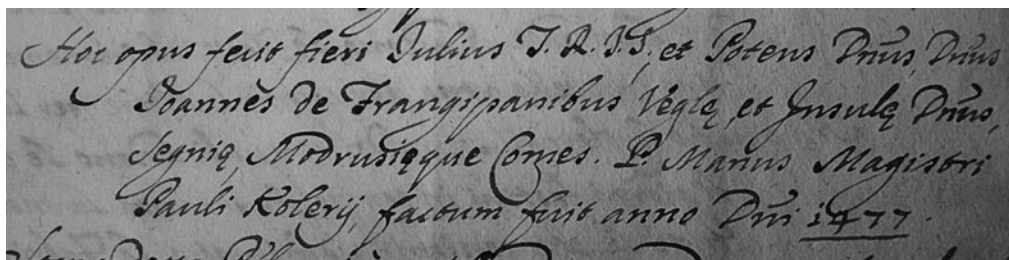 Hoc opus fecit fieri Julius J. R. J. S., et Potens Dnus, Dnus
Joannes de Frangipanibus Veglę, et Insulę Dnus,
Segnię, Modrusięque Comes. P. Manus Magistri
Pauli Kolerij, factum fuit anno Dni 1477.